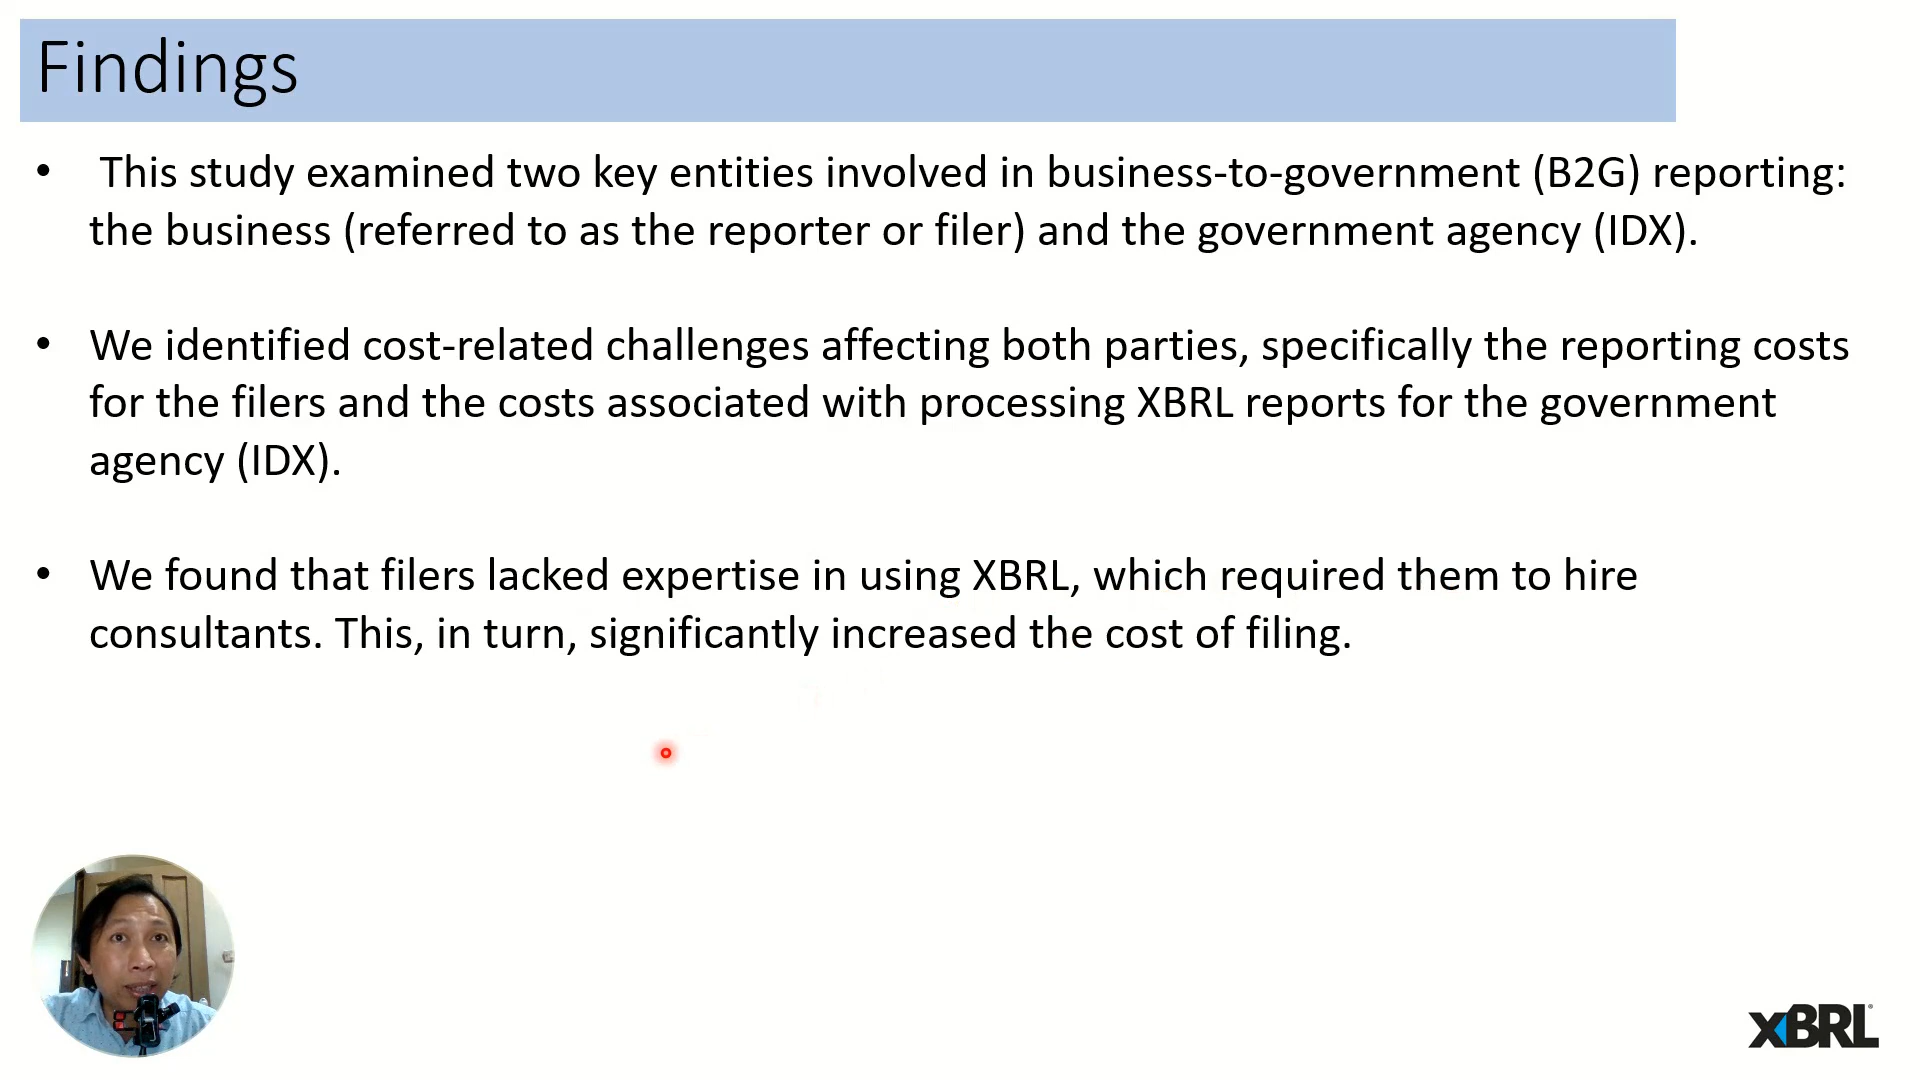 Findings
• This study examined two key entities involved in business-to-government (B2G) reporting:
the business (referred to as the reporter or filer) and the government agency (IDX).
• We identified cost-related challenges affecting both parties, specifically the reporting costs
for the filers and the costs associated with processing XBRL reports for the government
agency (IDX).
• We found that filers lacked expertise in using XBRL, which required them to hire
consultants. This, in turn, significantly increased the cost of filing.
XBRL